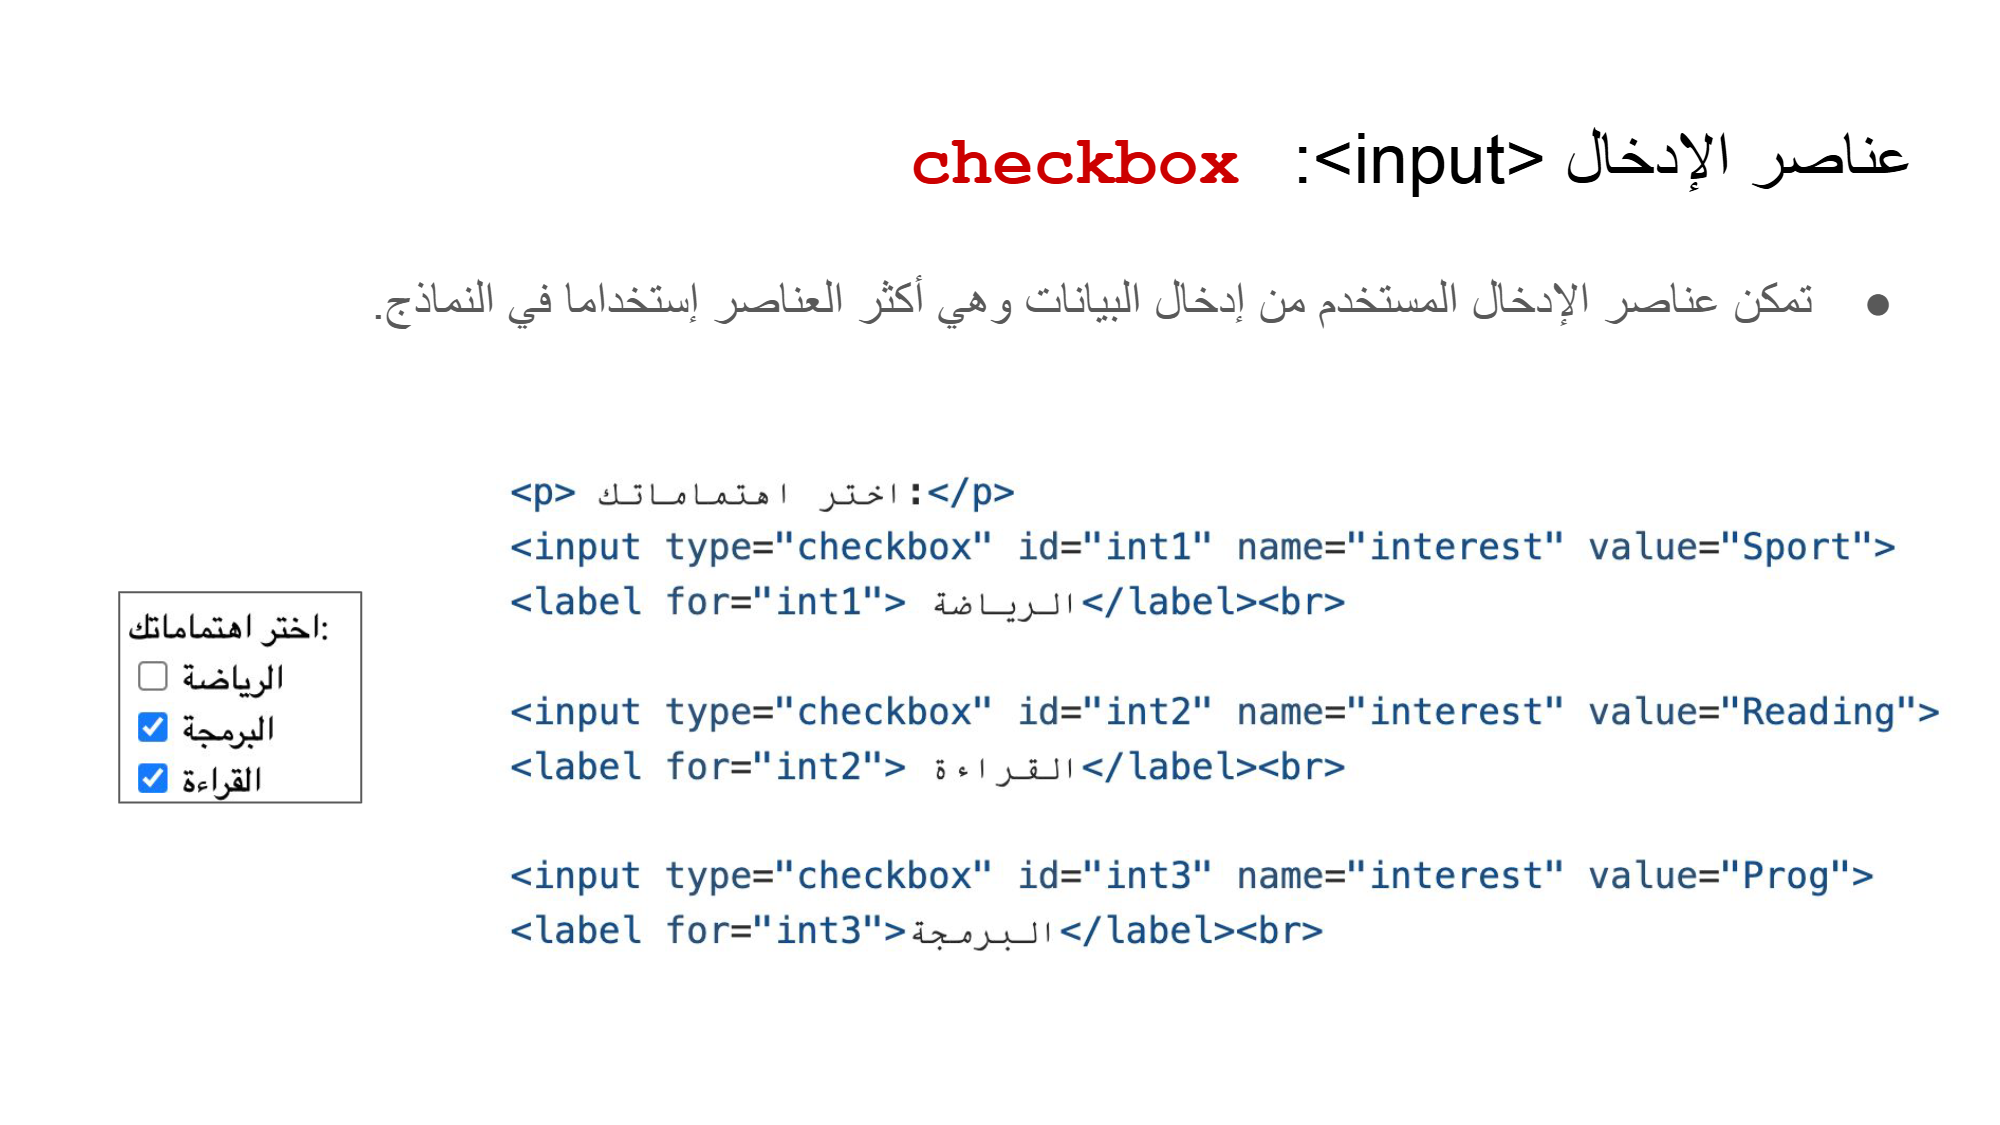 عناصر الإدخال <input>: checkbox
● تمكن عناصر الإدخال المستخدم من إدخال البيانات وهي أكثر العناصر إستخداما في النماذج.
<p> اختر اهتماماتك:</p>
<input type="checkbox" id="int1" name="interest" value="Sport">
<label for="int1"> الرياضة</label><br>
<input type="checkbox" id="int2" name="interest" value="Reading">
<label for="int2"> القراءة</label><br>
<input type="checkbox" id="int3" name="interest" value="Prog">
<label for="int3">البرمجة</label><br>
اختر اهتماماتك:
الرياضة
البرمجة
القراءة